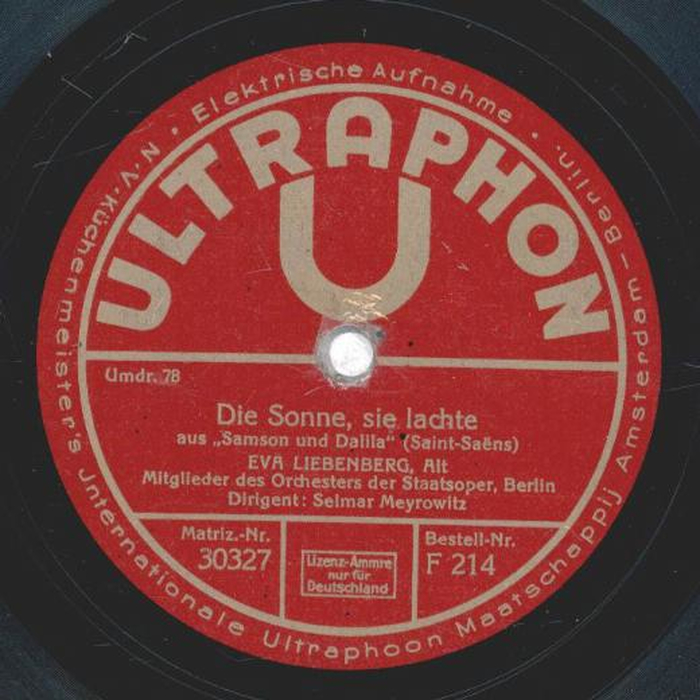 • Elektrische Aufnahme •
N·V·Küchenmeister's Jnternationale Ultraphoon Maatschappij Amsterdam – Berlin.
ULTRAPHON
U
Umdr. 78
Die Sonne, sie lachte
aus „Samson und Dalila“ (Saint-Saëns)
EVA LIEBENBERG, Alt
Mitglieder des Orchesters der Staatsoper, Berlin
Dirigent: Selmar Meyrowitz
Matriz.-Nr.
30327
Lizenz-Ammre
nur für
Deutschland
Bestell-Nr.
F 214